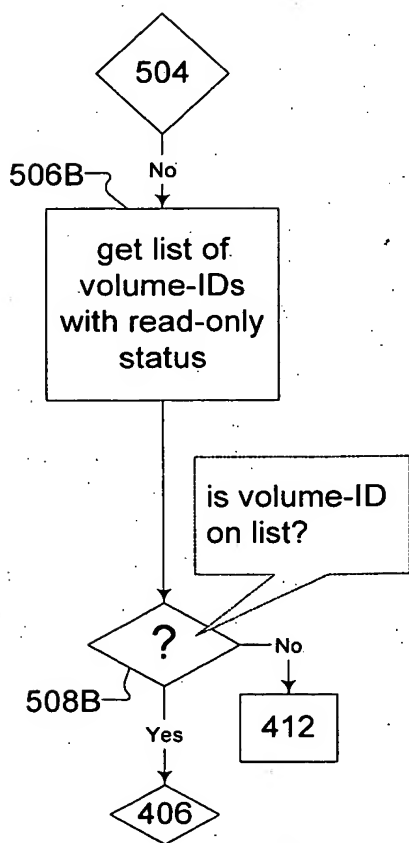 504
No
506B
get list of
volume-IDs
with read-only
status
is volume-ID
on list?
?
No
508B
412
Yes
406